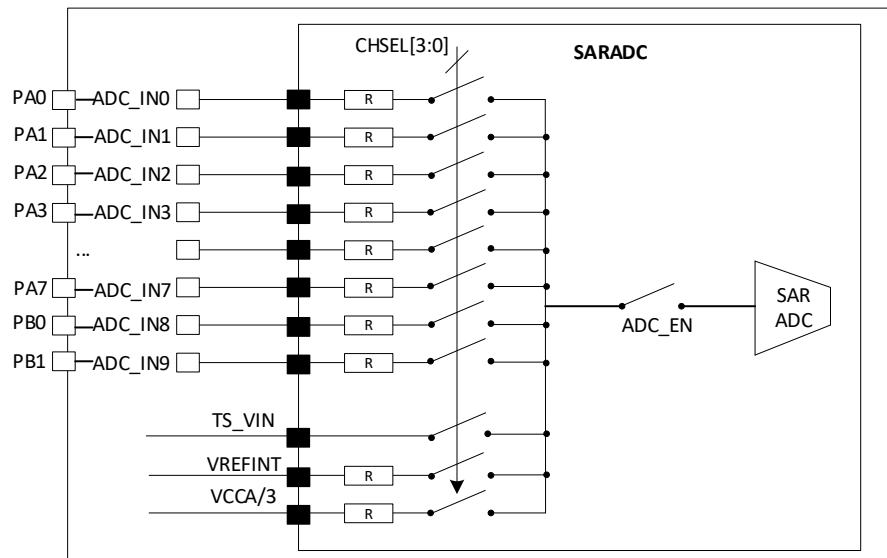 CHSEL[3:0]
SARADC
PA0 ADC_IN0 R
PA1 ADC_IN1 R
PA2 ADC_IN2 R
PA3 ADC_IN3 R
... R
PA7 ADC_IN7 R
PB0 ADC_IN8 R
PB1 ADC_IN9 R
SAR
ADC
ADC_EN
TS_VIN
VREFINT R
VCCA/3 R